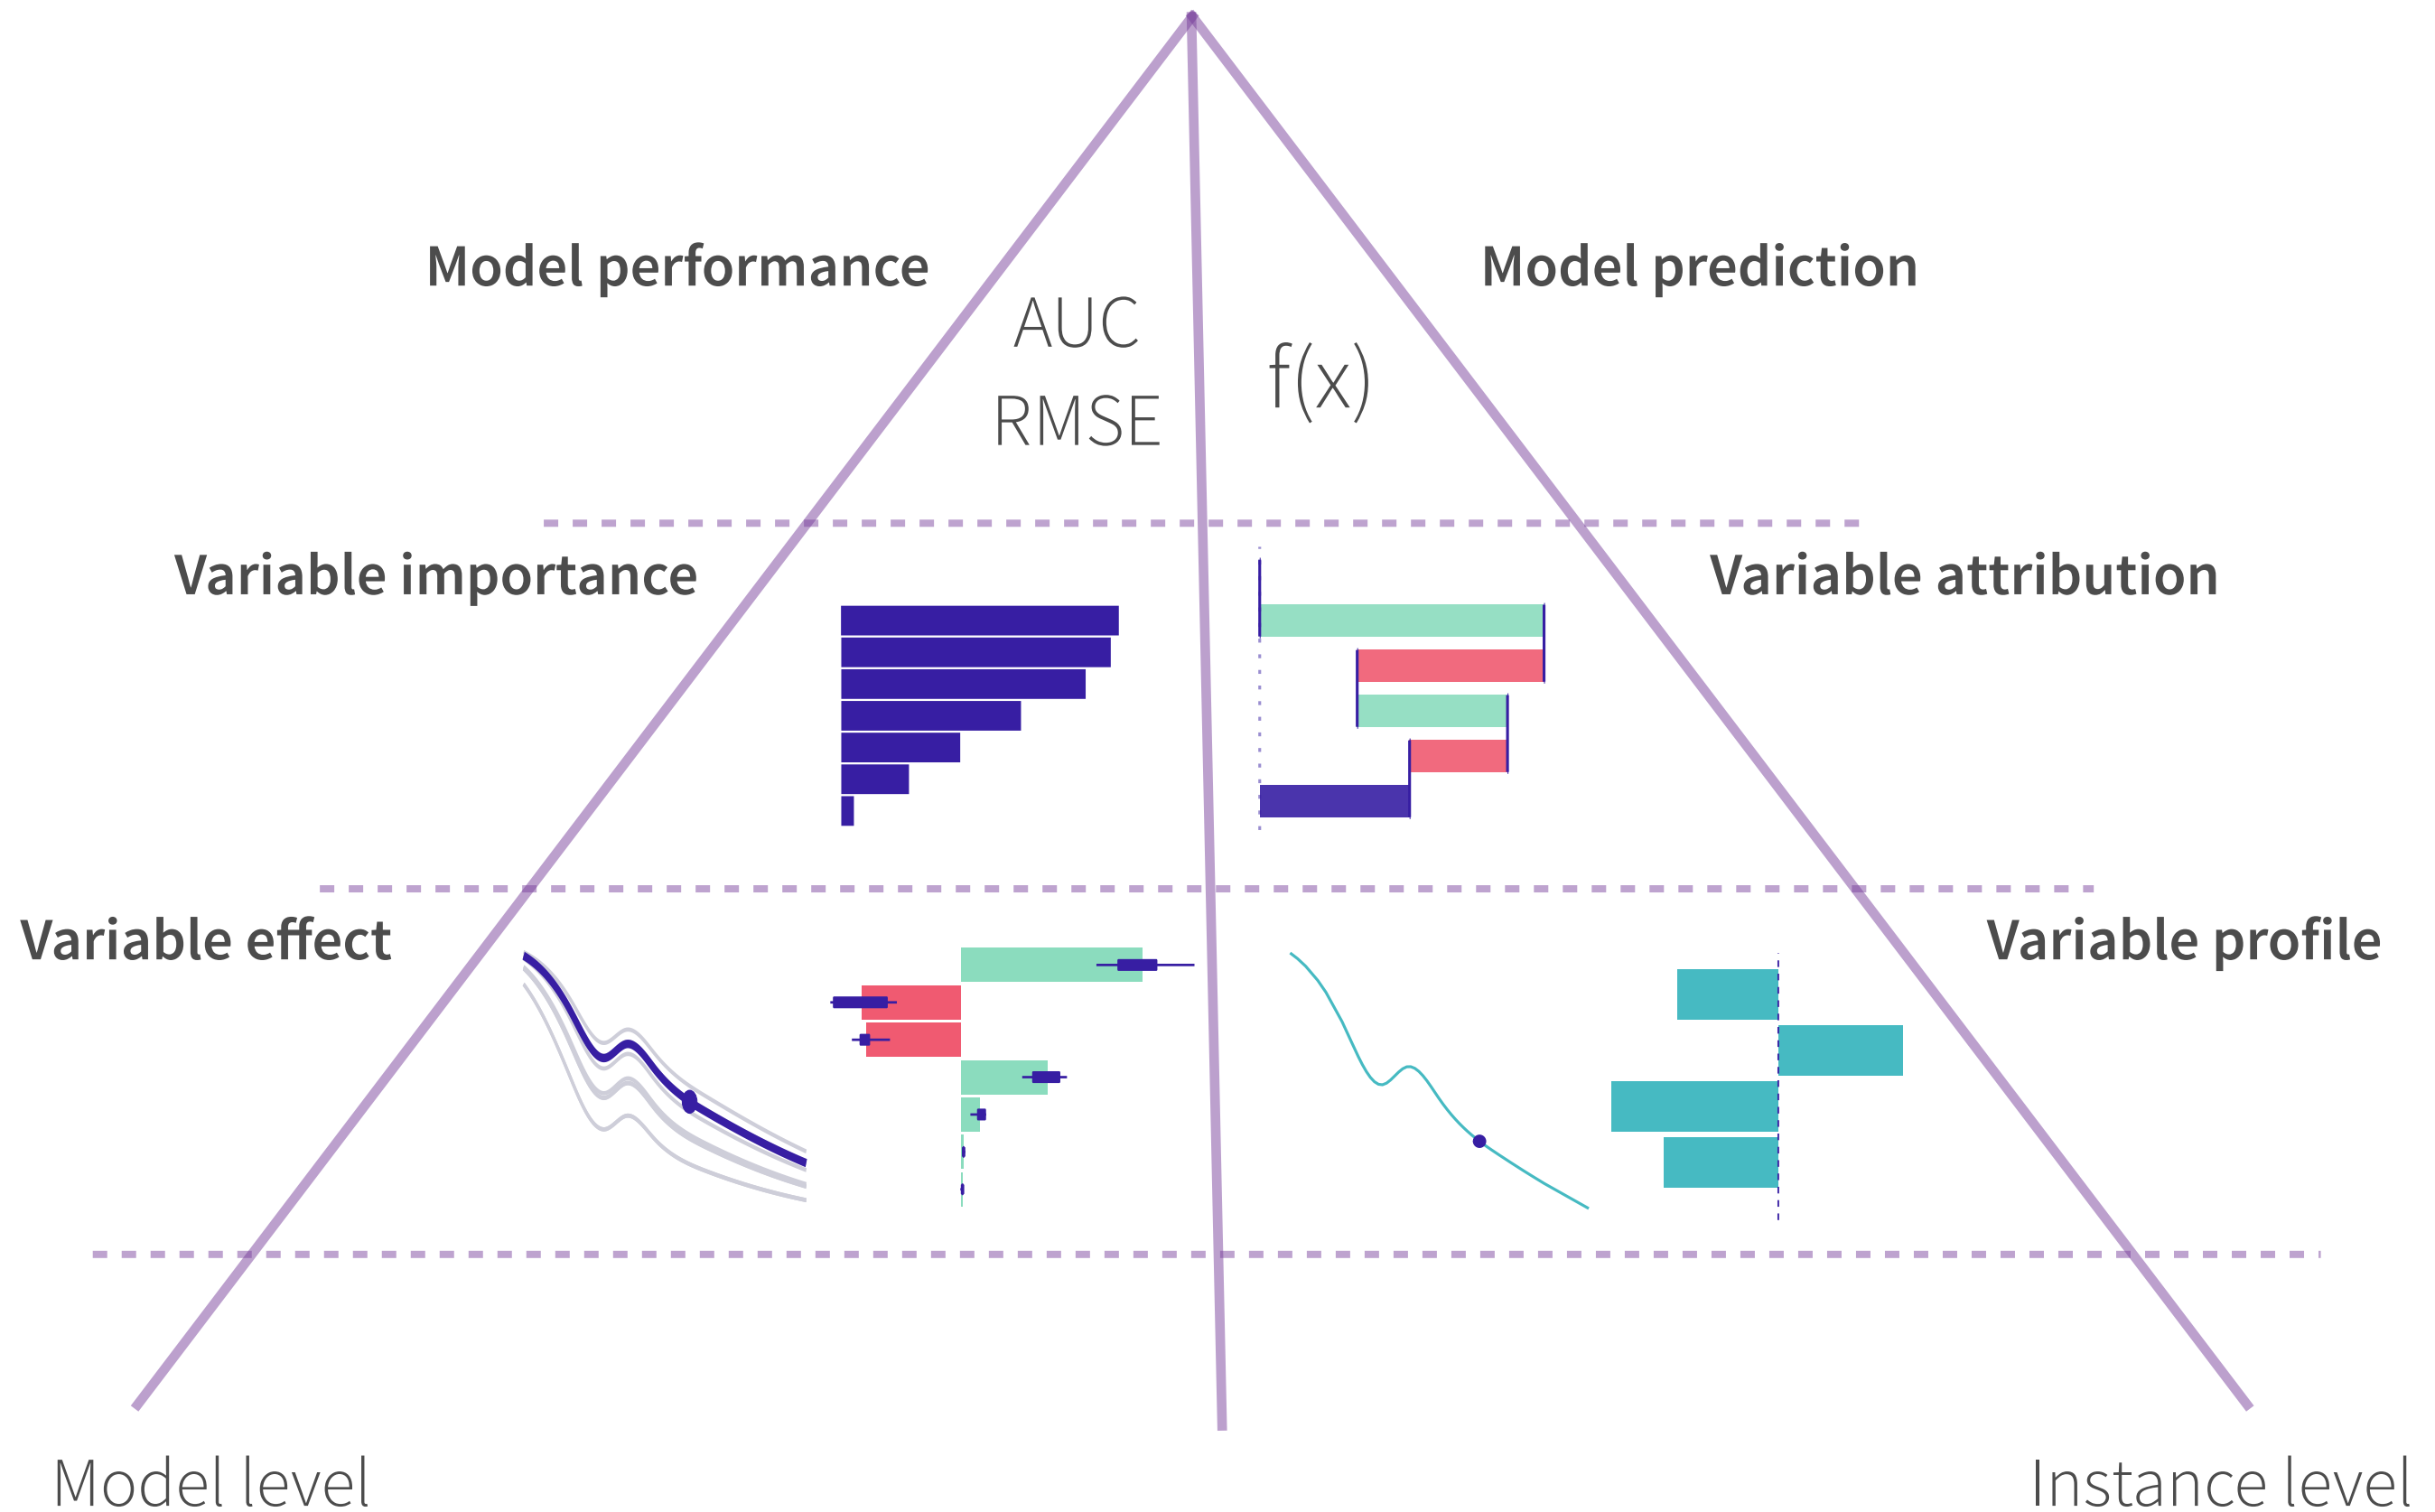 Model performance
Model prediction
AUC
RMSE
f(x)
Variable importance
Variable attribution
Variable effect
Variable profile
Model level
Instance level